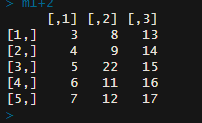 > m1+2
[,1] [,2] [,3]
[1,] 3 8 13
[2,] 4 9 14
[3,] 5 22 15
[4,] 6 11 16
[5,] 7 12 17
>